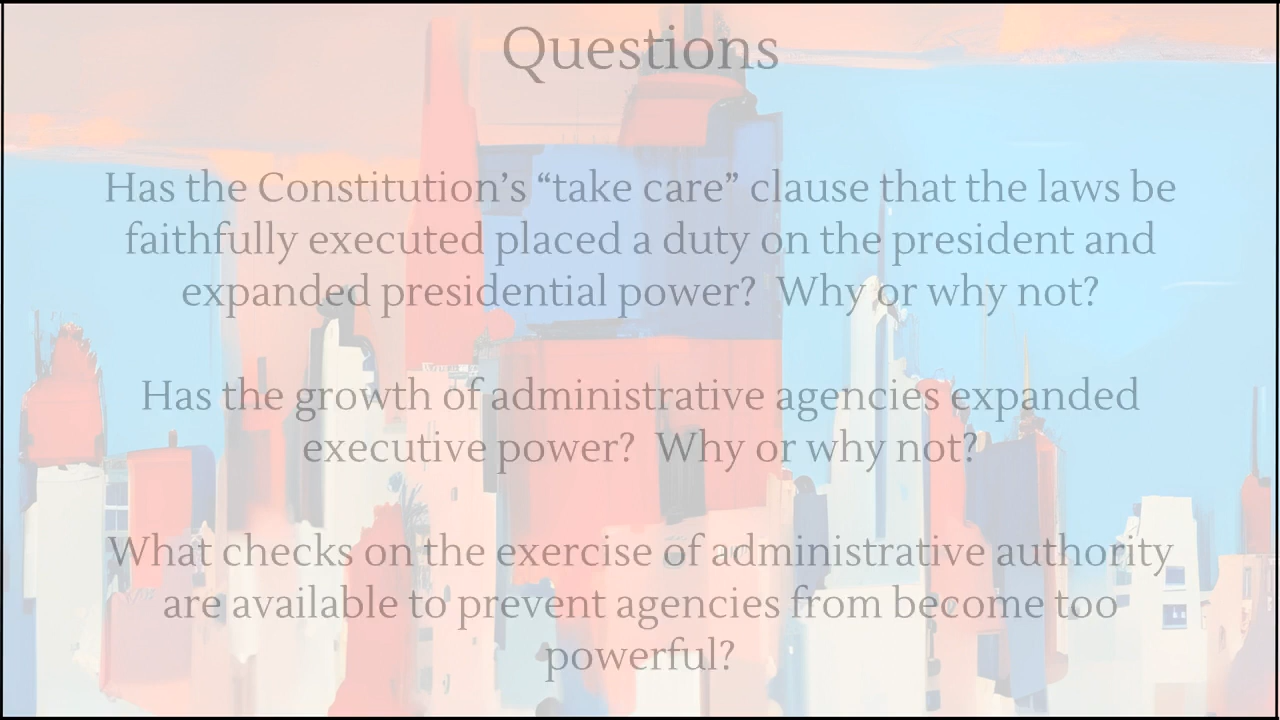 Questions
Has the Constitution’s “take care” clause that the laws be
faithfully executed placed a duty on the president and
expanded presidential power?  Why or why not?
Has the growth of administrative agencies expanded
executive power?  Why or why not?
What checks on the exercise of administrative authority
are available to prevent agencies from become too
powerful?